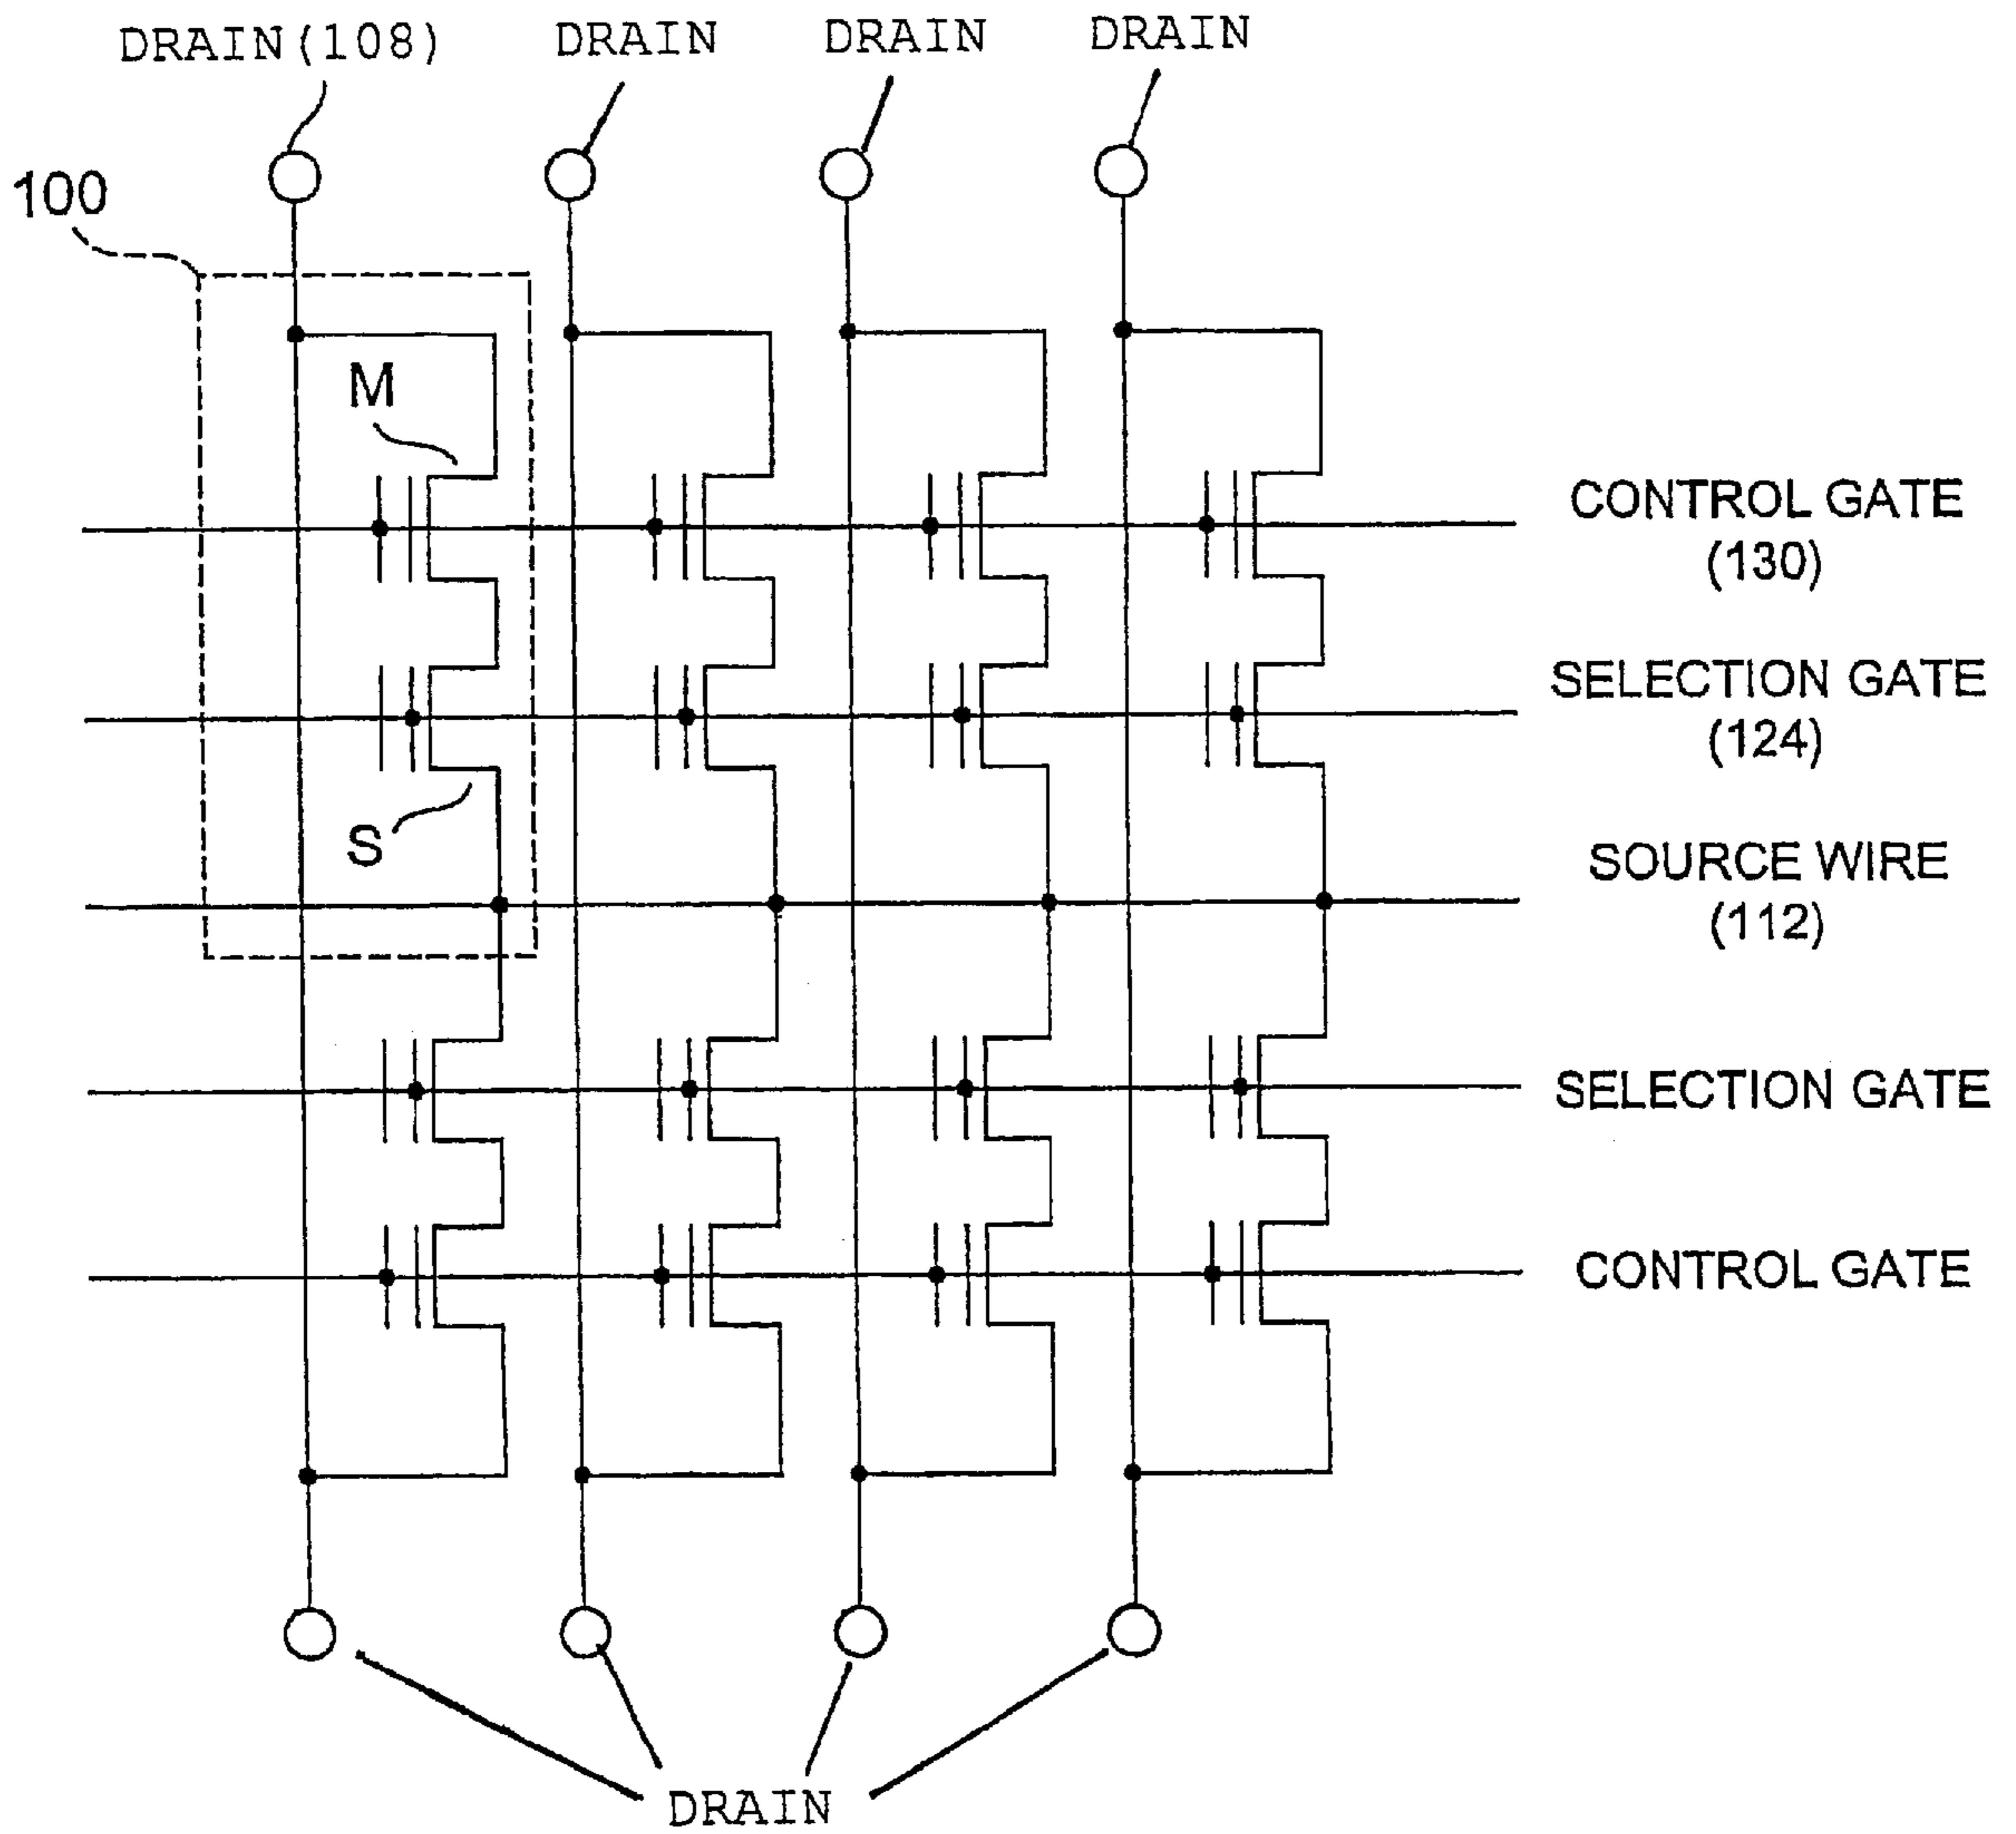 DRAIN(108) DRAIN DRAIN DRAIN
100
M
CONTROL GATE
(130)
SELECTION GATE
(124)
S
SOURCE WIRE
(112)
SELECTION GATE
CONTROL GATE
DRAIN